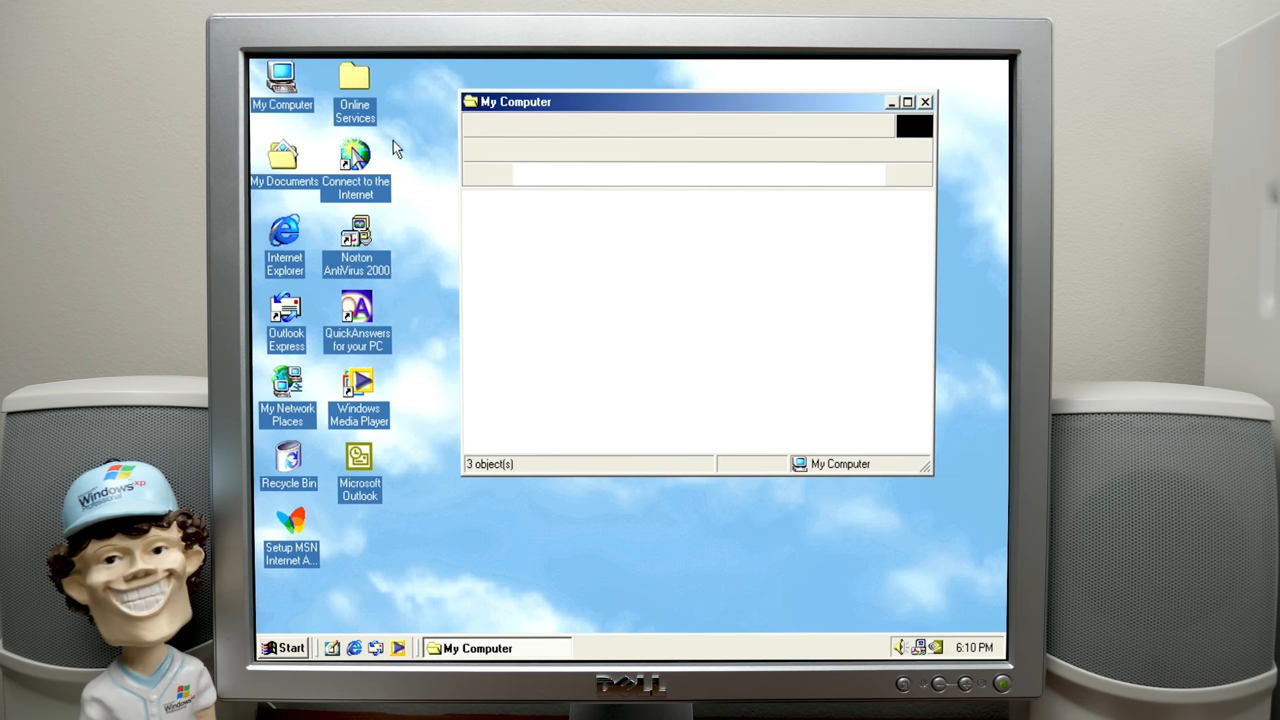 My Computer
Online
Services
My Documents
Connect to the
Internet
Internet
Explorer
Norton
AntiVirus 2000
Outlook
Express
QuickAnswers
for your PC
My Network
Places
Windows
Media Player
Recycle Bin
Microsoft
Outlook
Setup MSN
Internet A...
My Computer
3 object(s)
My Computer
Start
My Computer
6:10 PM
DELL
Windows xp
Professional